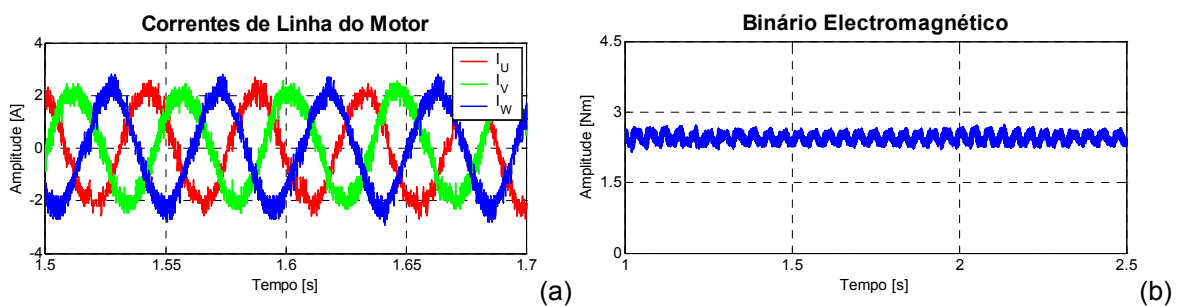 Correntes de Linha do Motor
Amplitude [A]
4
2
0
-2
-4
I_U
I_V
I_W
1.5
1.55
1.6
1.65
1.7
Tempo [s]
(a)
Binário Electromagnético
Amplitude [Nm]
4.5
3
1.5
0
1
1.5
2
2.5
Tempo [s]
(b)